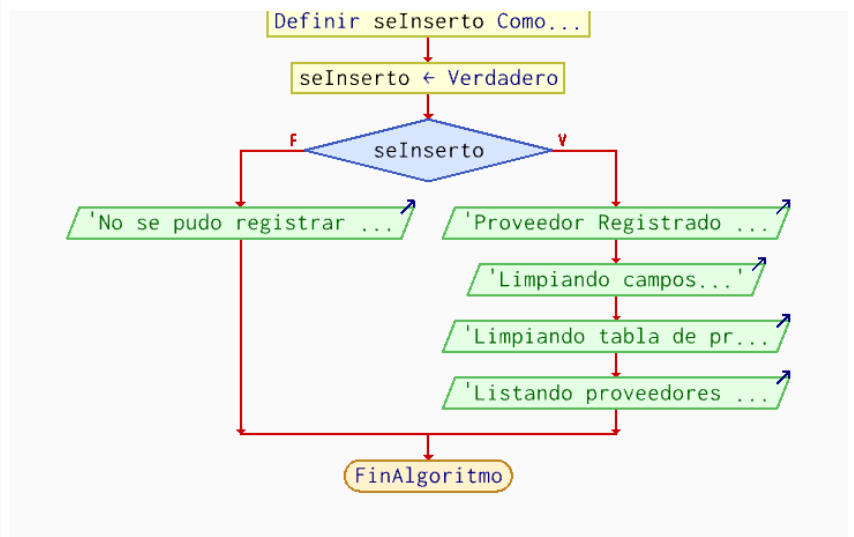 Definir seInserto Como...
seInserto ← Verdadero
F
seInserto
V
'No se pudo registrar ...
'Proveedor Registrado ...
'Limpiando campos...'
'Limpiando tabla de pr...
'Listando proveedores ...
FinAlgoritmo